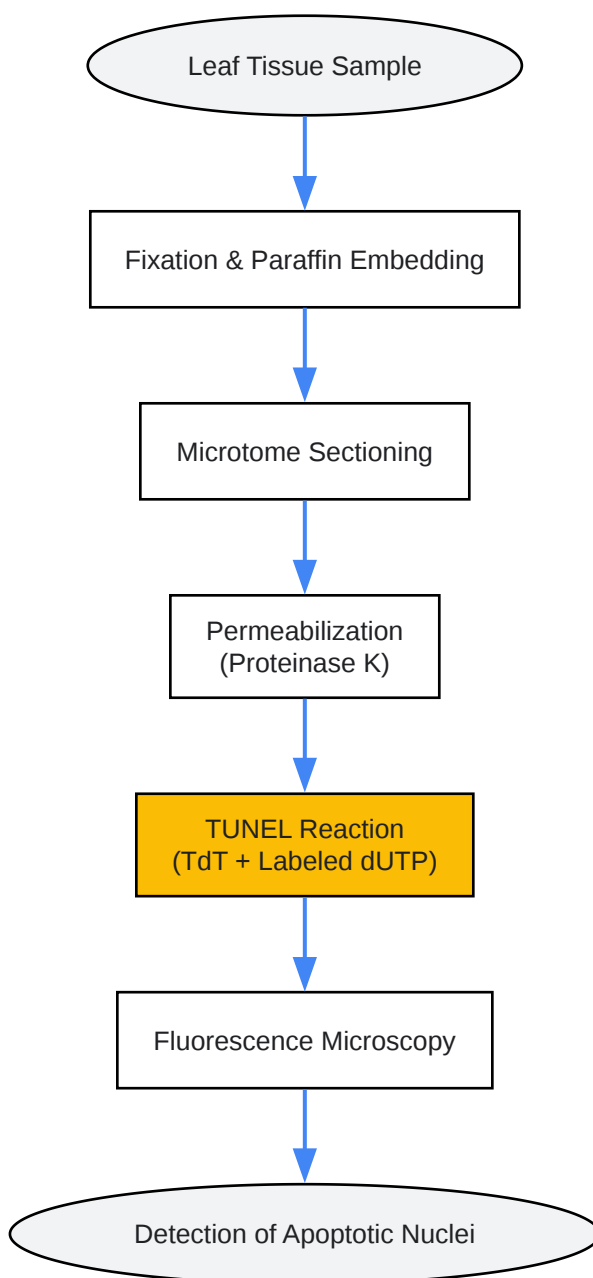 Leaf Tissue Sample
Fixation & Paraffin Embedding
Microtome Sectioning
Permeabilization
(Proteinase K)
TUNEL Reaction
(TdT + Labeled dUTP)
Fluorescence Microscopy
Detection of Apoptotic Nuclei